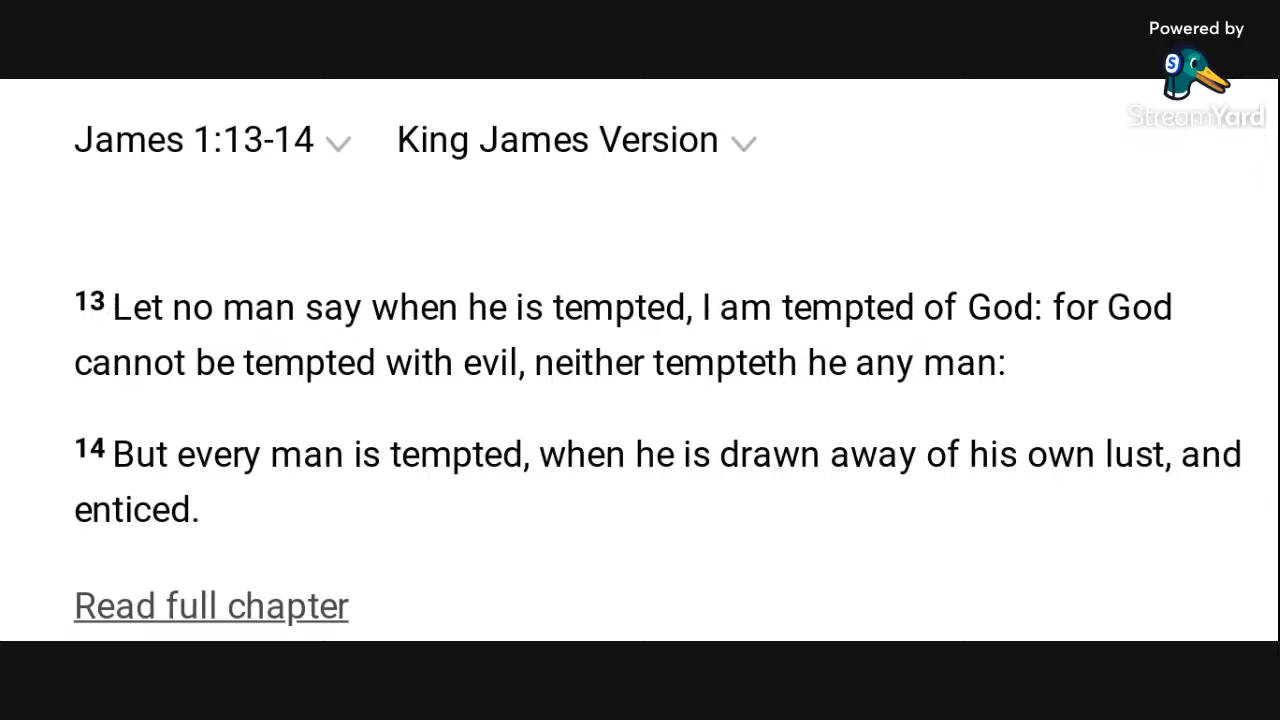 Powered by
S
StreamYard
James 1:13-14 King James Version
13 Let no man say when he is tempted, I am tempted of God: for God
cannot be tempted with evil, neither tempteth he any man:
14 But every man is tempted, when he is drawn away of his own lust, and
enticed.
Read full chapter